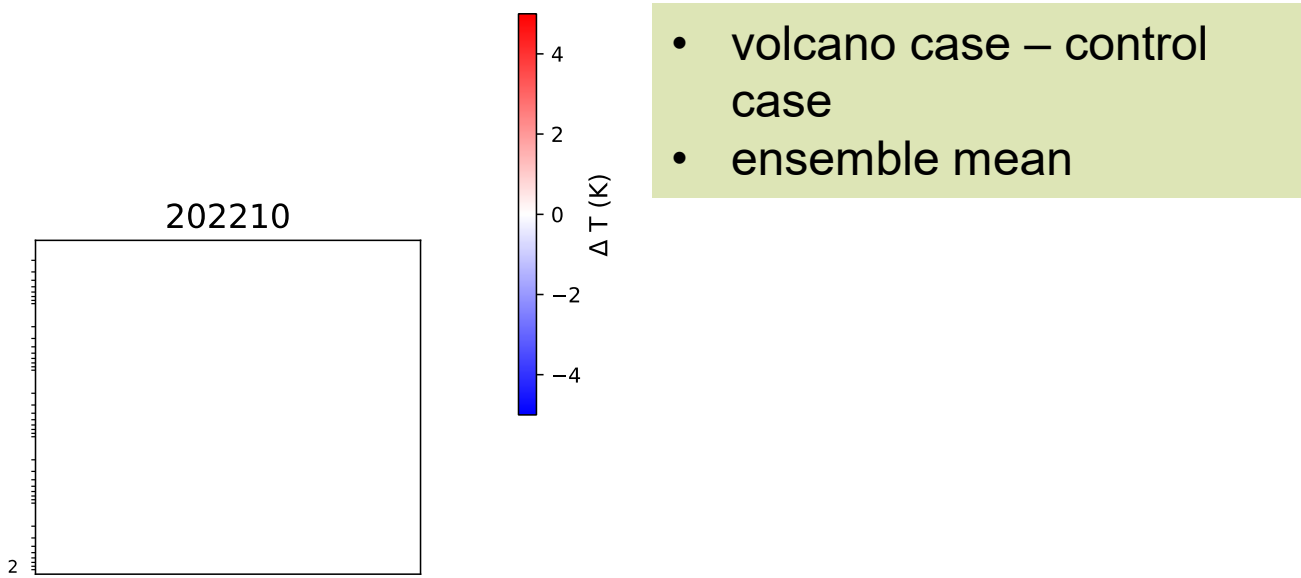 202210
2
4
2
0
−2
−4
Δ T (K)
• volcano case – control
case
• ensemble mean